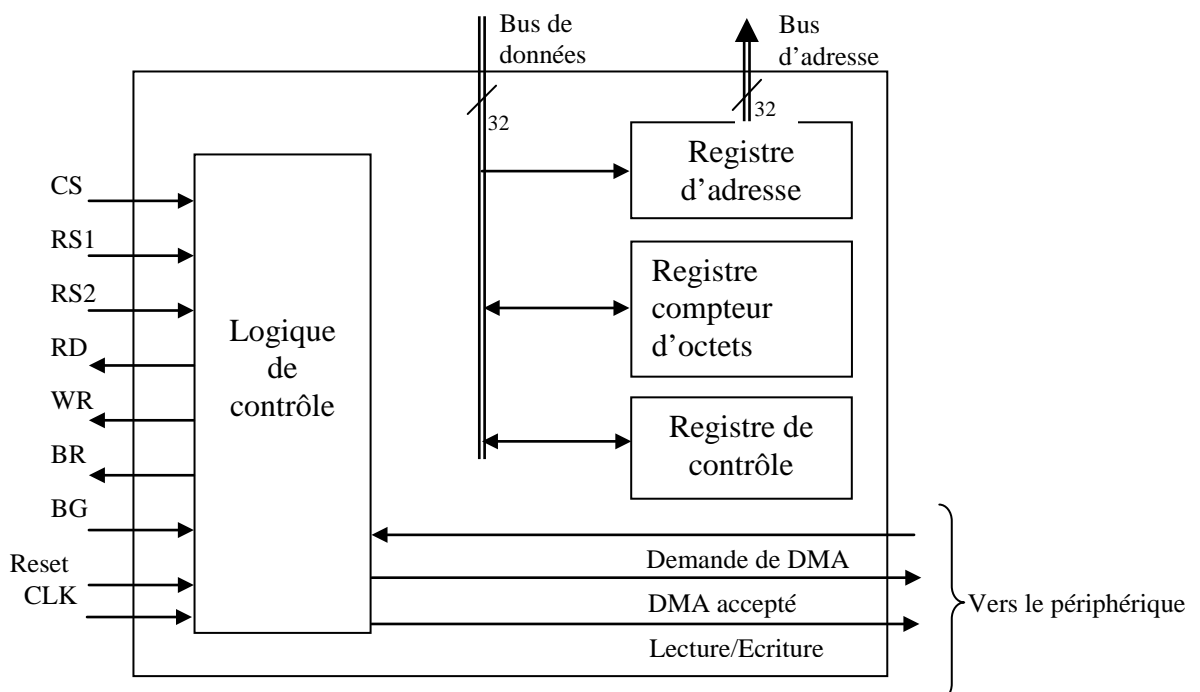 Bus de
données
Bus
d'adresse
32
32
Registre
d'adresse
CS
RS1
RS2
RD
WR
BR
BG
Reset
CLK
Logique
de
contrôle
Registre
compteur
d'octets
Registre de
contrôle
Demande de DMA
DMA accepté
Lecture/Ecriture
Vers le périphérique